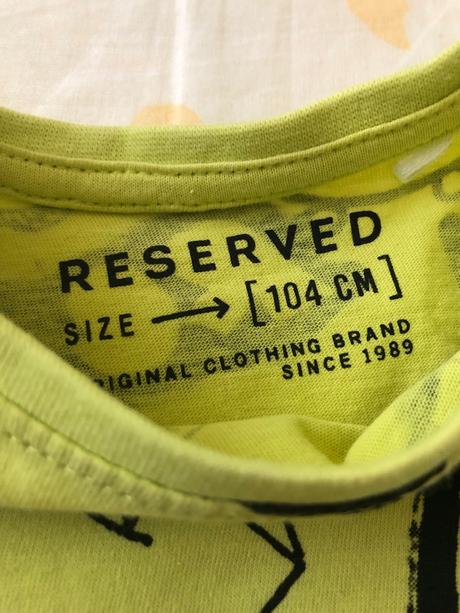 RESERVED
SIZE → [104 CM]
RIGINAL CLOTHING BRAND
SINCE 1989